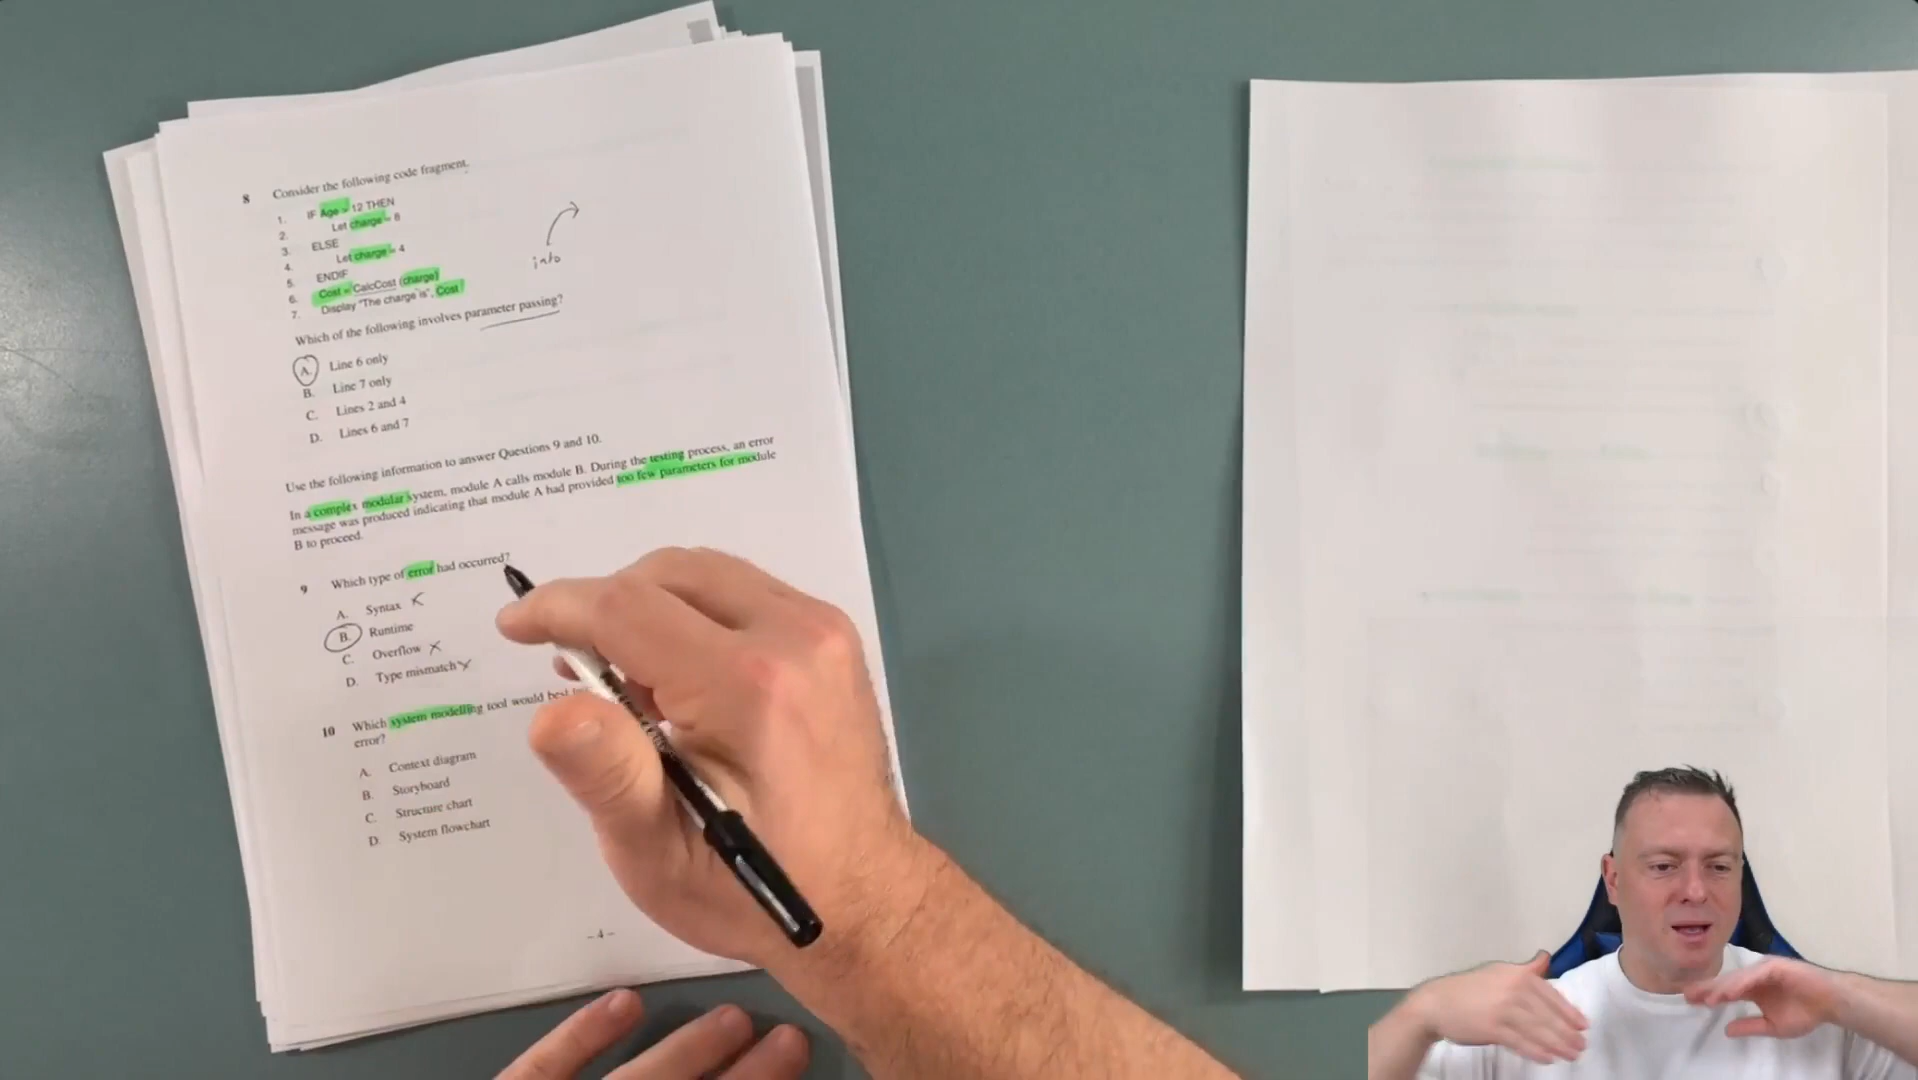 8 Consider the following code fragment.
1. IF Age > 12 THEN
2. Let charge = 8
3. ELSE
4. Let charge = 4
5. ENDIF
6. Cost = CalcCost (charge)
7. Display "The charge is", Cost
into
Which of the following involves parameter passing?
A. Line 6 only
B. Line 7 only
C. Lines 2 and 4
D. Lines 6 and 7
Use the following information to answer Questions 9 and 10.
In a complex modular system, module A calls module B. During the testing process, an error
message was produced indicating that module A had provided too few parameters for module
B to proceed.
9 Which type of error had occurred?
A. Syntax
B. Runtime
C. Overflow
D. Type mismatch
10 Which system modelling tool would best
error?
A. Context diagram
B. Storyboard
C. Structure chart
D. System flowchart
– 4 –